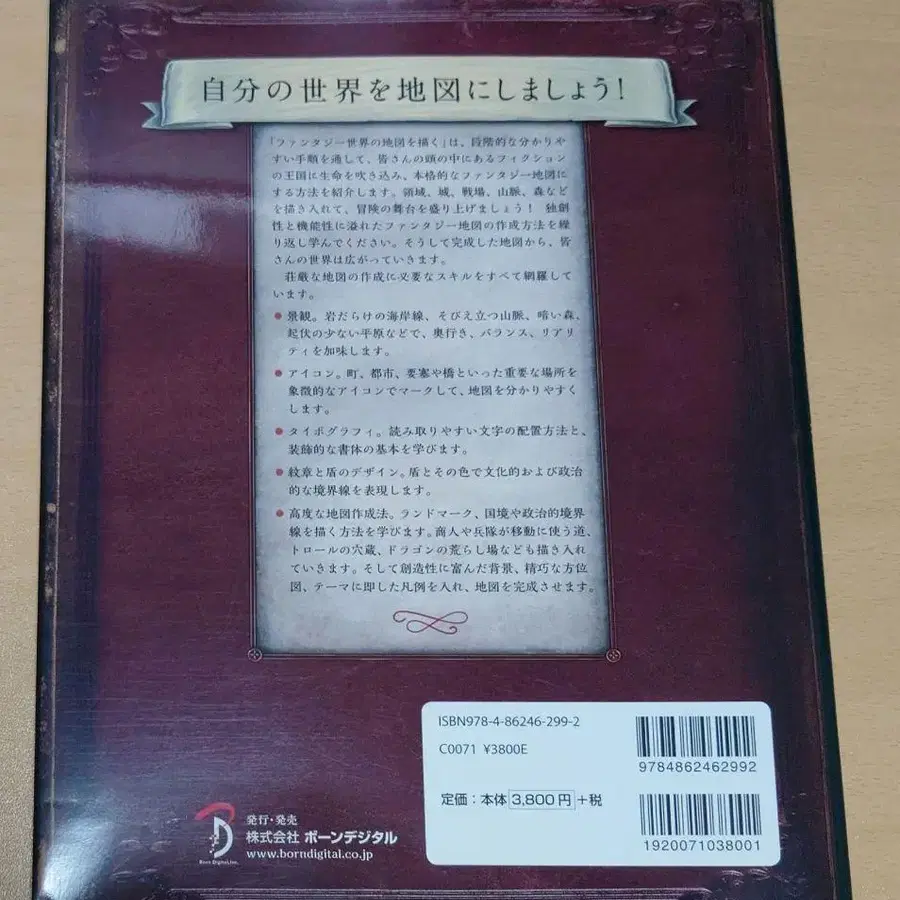 自分の世界を地図にしましょう!
「ファンタジー世界の地図を描く」は、段階的な分かりや
すい手順を通して、皆さんの頭の中にあるフィクション
の王国に生命を吹き込み、本格的なファンタジー地図に
する方法を紹介します。領域、城、戦場、山脈、森など
を描き入れて、冒険の舞台を盛り上げましょう! 独創
性と機能性に溢れたファンタジー地図の作成方法を繰
り返し学んでください。そうして完成した地図から、皆
さんの世界は広がっていきます。
荘厳な地図の作成に必要なスキルをすべて網羅して
います。
● 景観。岩だらけの海岸線、そびえ立つ山脈、暗い森、
起伏の少ない平原などで、奥行き、バランス、リアリ
ティを加味します。
● アイコン。町、都市、要塞や橋といった重要な場所を
象徴的なアイコンでマークして、地図を分かりやすく
します。
● タイポグラフィ。読み取りやすい文字の配置方法と、
装飾的な書体の基本を学びます。
● 紋章と盾のデザイン。盾とその色で文化的および政治
的な境界線を表現します。
● 高度な地図作成法。ランドマーク、国境や政治的境界
線を描く方法を学びます。商人や兵隊が移動に使う道、
トロールの穴蔵、ドラゴンの荒らし場なども描き入れ
ていきます。そして創造性に富んだ背景、精巧な方位
図、テーマに即した凡例を入れ、地図を完成させます。
ISBN978-4-86246-299-2
C0071 ¥3800E
定価:本体3,800円+税
9784862462992
1920071038001
発行・発売
株式会社 ボーンデジタル
www.borndigital.co.jp
Born Digital, Inc.